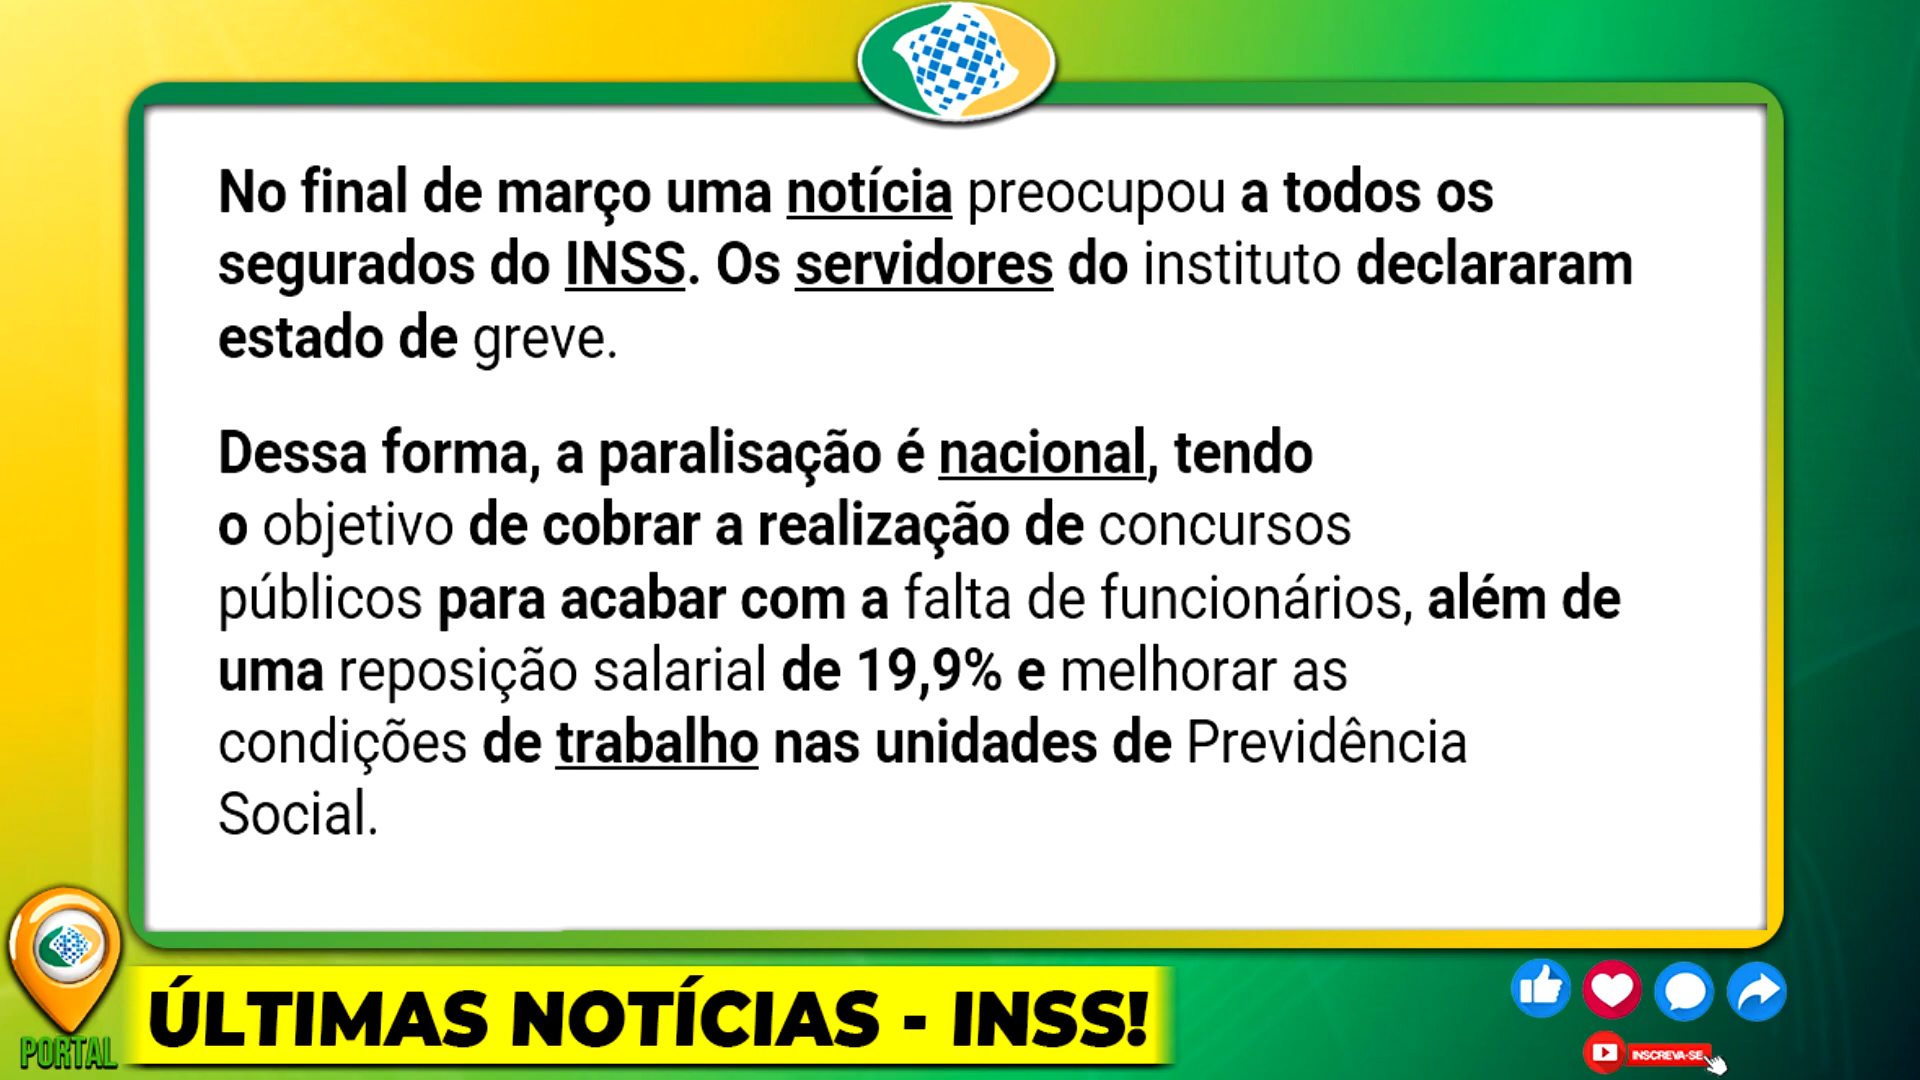 No final de março uma notícia preocupou a todos os
segurados do INSS. Os servidores do instituto declararam
estado de greve.
Dessa forma, a paralisação é nacional, tendo
o objetivo de cobrar a realização de concursos
públicos para acabar com a falta de funcionários, além de
uma reposição salarial de 19,9% e melhorar as
condições de trabalho nas unidades de Previdência
Social.
ÚLTIMAS NOTÍCIAS - INSS!
PORTAL
INSCREVA-SE